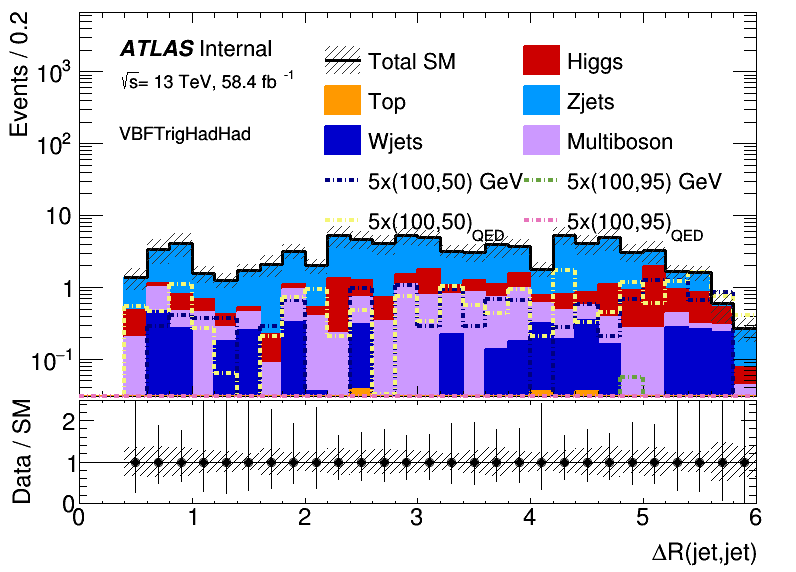 Events / 0.2
10³
10²
10
1
10⁻¹
ATLAS Internal
√s= 13 TeV, 58.4 fb⁻¹
VBFTrigHadHad
Total SM
Higgs
Top
Zjets
Wjets
Multiboson
5x(100,50) GeV
5x(100,95) GeV
5x(100,50)QED
5x(100,95)QED
Data / SM
2
1
0
0 1 2 3 4 5 6
ΔR(jet,jet)